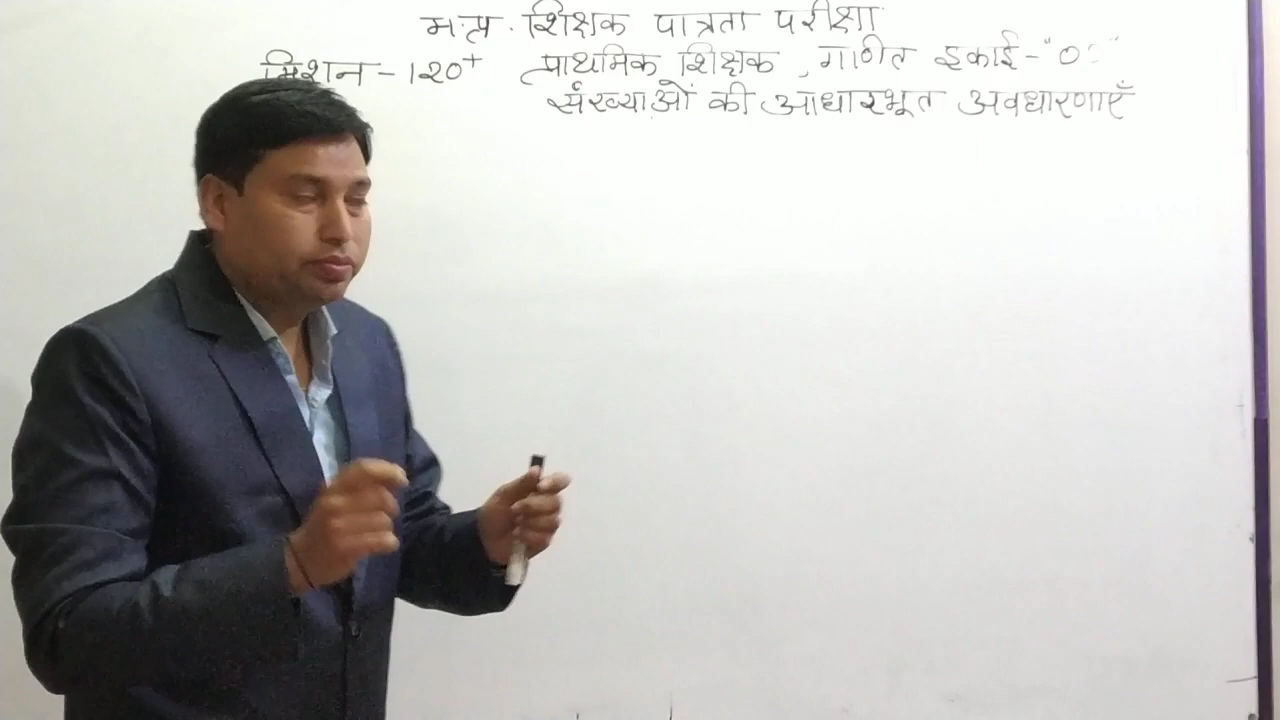 म.प्र. शिक्षक पात्रता परीक्षा
मिशन - 120+ प्राथमिक शिक्षक, गणित इकाई -
संख्याओं की आधारभूत अवधारणाएँ